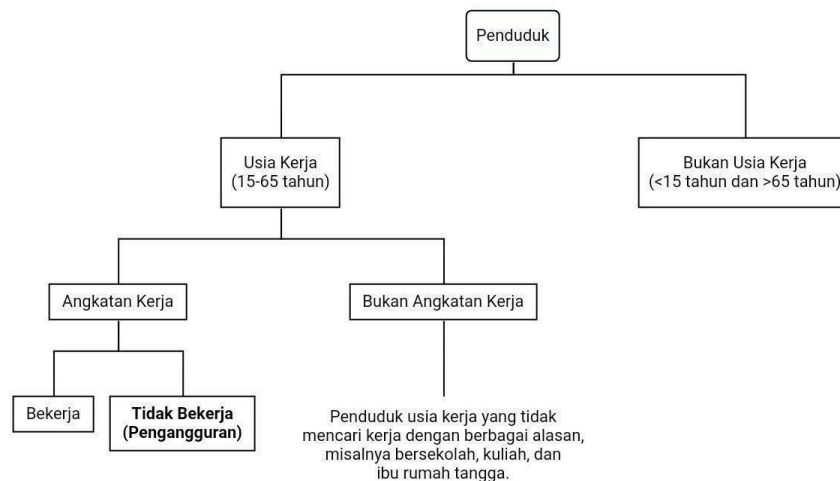 Penduduk
Usia Kerja
(15-65 tahun)
Bukan Usia Kerja
(<15 tahun dan >65 tahun)
Angkatan Kerja
Bukan Angkatan Kerja
Bekerja
Tidak Bekerja
(Pengangguran)
Penduduk usia kerja yang tidak
mencari kerja dengan berbagai alasan,
misalnya bersekolah, kuliah, dan
ibu rumah tangga.